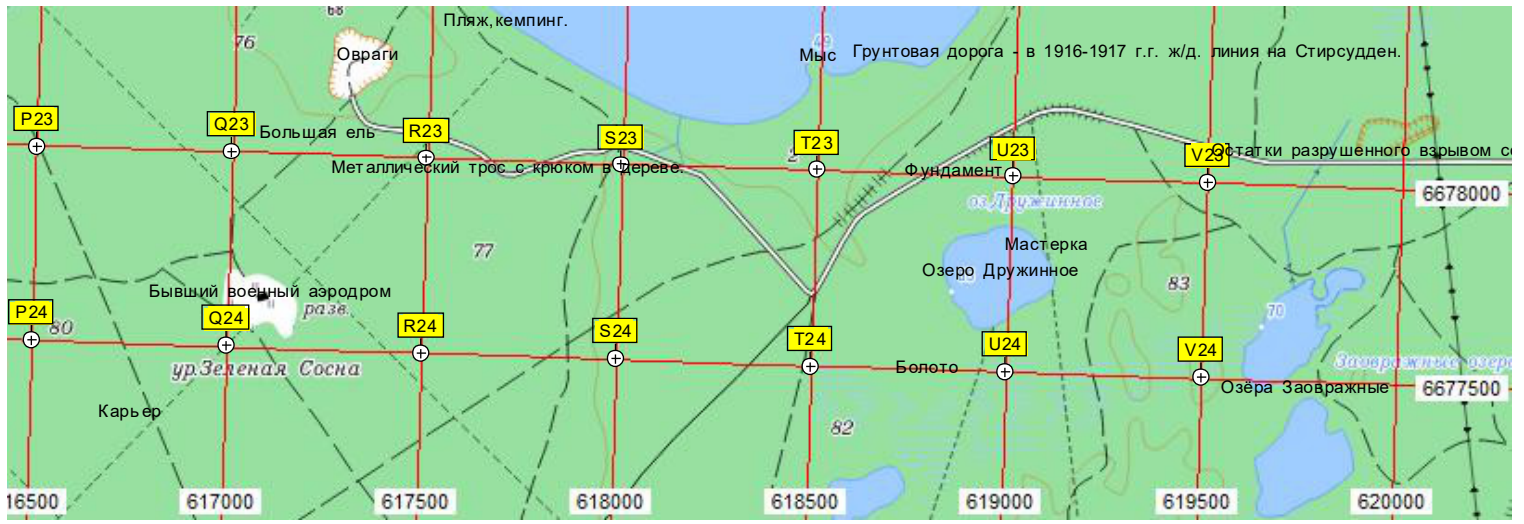 68
Пляж,кемпинг.
76
Овраги
Мыс
Грунтовая дорога - в 1916-1917 г.г. ж/д. линия на Стирсудден.
P23
Q23
Большая ель
R23
S23
T23
2
U23
V23
Остатки разрушенного взрывом
Металлический трос с крюком в дереве.
Фундамент
6678000
оз.Дружинное
77
Мастерка
Озеро Дружинное
83
Бывший военный аэродром
разв.
70
P24
80
Q24
R24
S24
T24
U24
V24
ур.Зеленая Сосна
Болото
Заовражные
Озёра Заовражные
6677500
Карьер
82
16500
617000
617500
618000
618500
619000
619500
620000